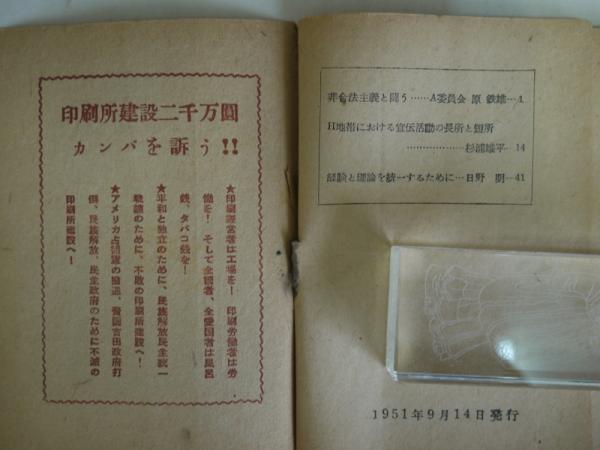 印刷所建設二千万圓
カンパを訴う!!
★印刷経営者は工場を! 印刷労働者は労
働を! そして全読者、全愛国者は風呂
銭、タバコ銭を!
★平和と独立のために、民族解放民主統一
戦線のために、不敗の印刷所建設へ!
★アメリカ占領軍の撤退、賣国吉田政府打
倒、民族解放、民主政府のために不滅の
印刷所建設へ!
非合法主義と闘う……A委員会 原 鉄雄…1
H地帯における宣伝活動の長所と短所
………………杉浦雄平…14
経験と理論を統一するために…日野 明…41
1951年9月14日発行